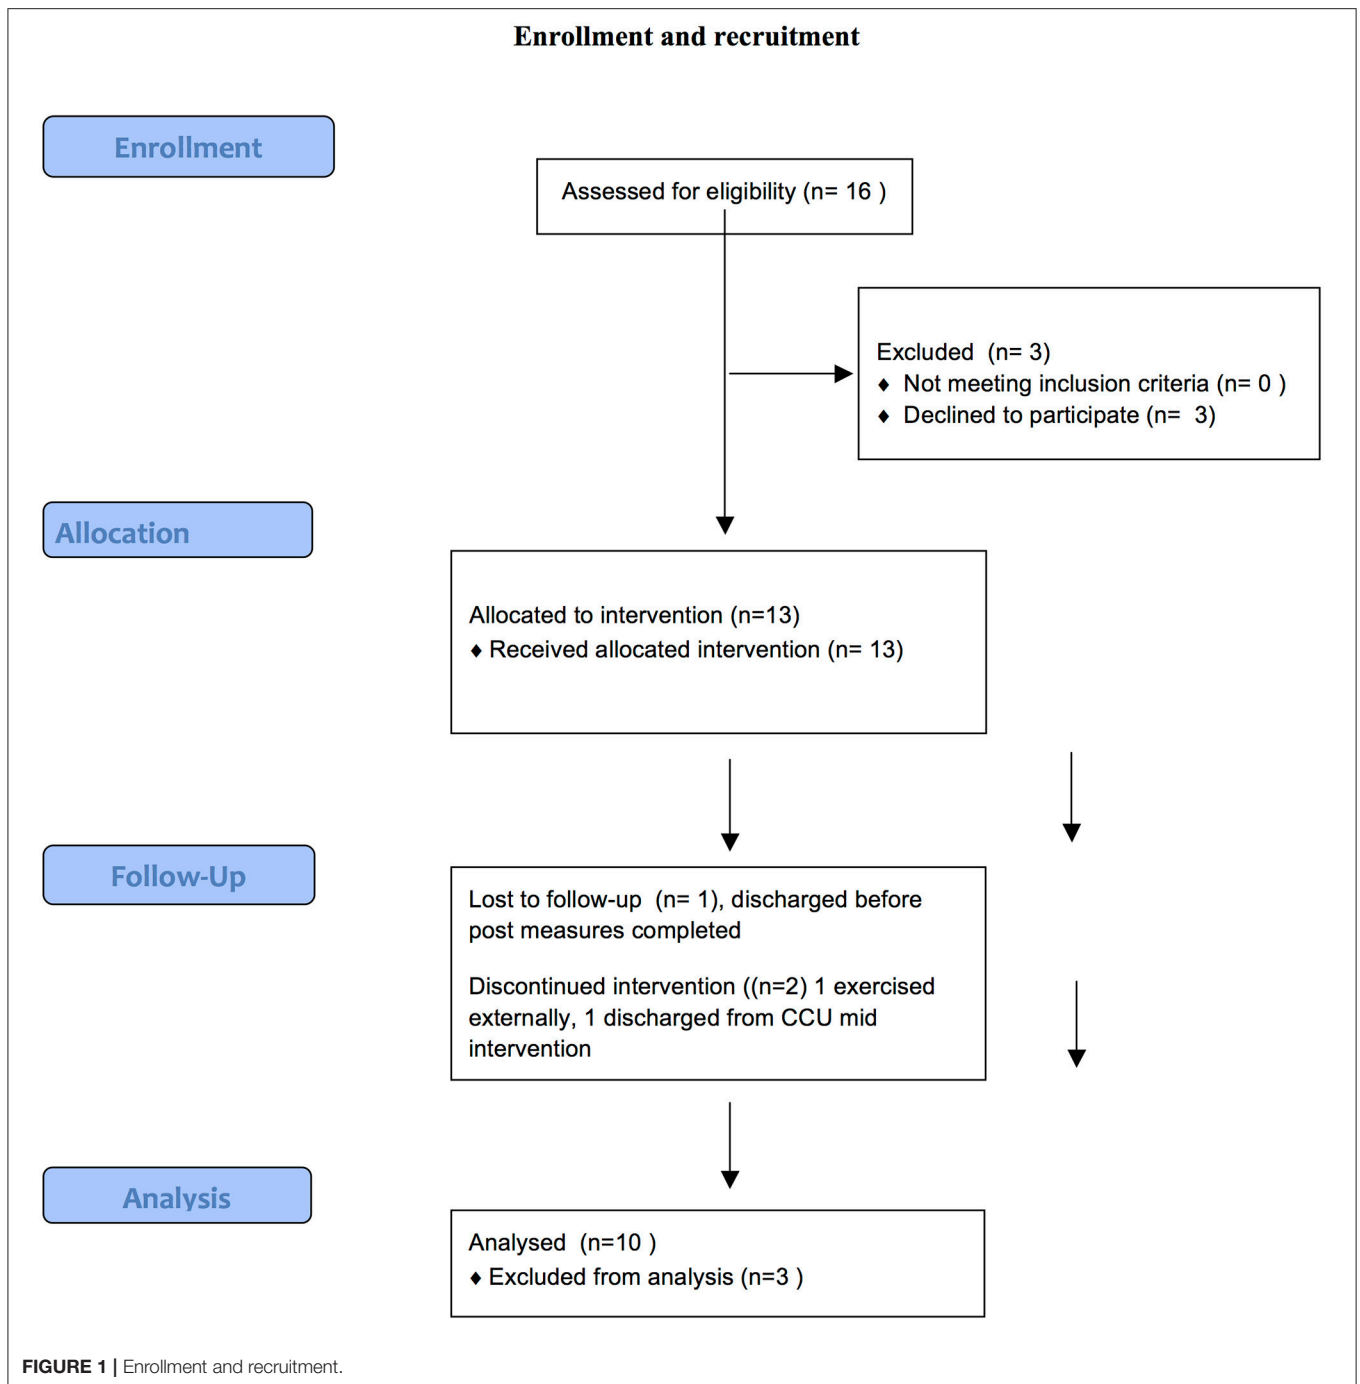 Enrollment and recruitment
Enrollment
Assessed for eligibility (n= 16 )
Excluded  (n= 3)
♦ Not meeting inclusion criteria (n= 0 )
♦ Declined to participate (n=  3)
Allocation
Allocated to intervention (n=13)
♦ Received allocated intervention (n= 13)
Follow-Up
Lost to follow-up  (n= 1), discharged before
post measures completed
Discontinued intervention ((n=2) 1 exercised
externally, 1 discharged from CCU mid
intervention
Analysis
Analysed  (n=10 )
♦ Excluded from analysis (n=3 )
FIGURE 1 | Enrollment and recruitment.